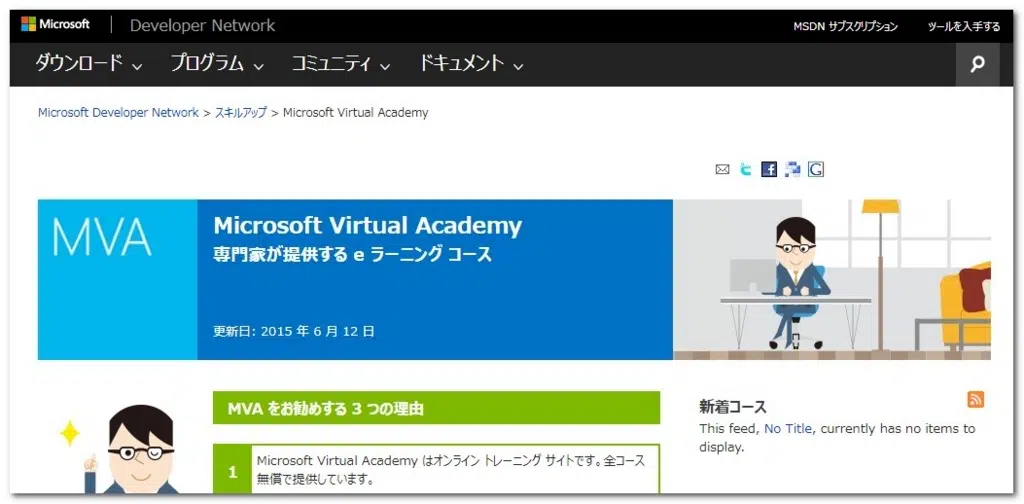 Microsoft | Developer Network
MSDN サブスクリプション ツールを入手する
ダウンロード プログラム コミュニティ ドキュメント
Microsoft Developer Network > スキルアップ > Microsoft Virtual Academy
MVA
Microsoft Virtual Academy
専門家が提供する e ラーニング コース
更新日: 2015 年 6 月 12 日
MVA をお勧めする 3 つの理由
1
Microsoft Virtual Academy はオンライン トレーニング サイトです。全コース
無償で提供しています。
新着コース
This feed, No Title, currently has no items to
display.